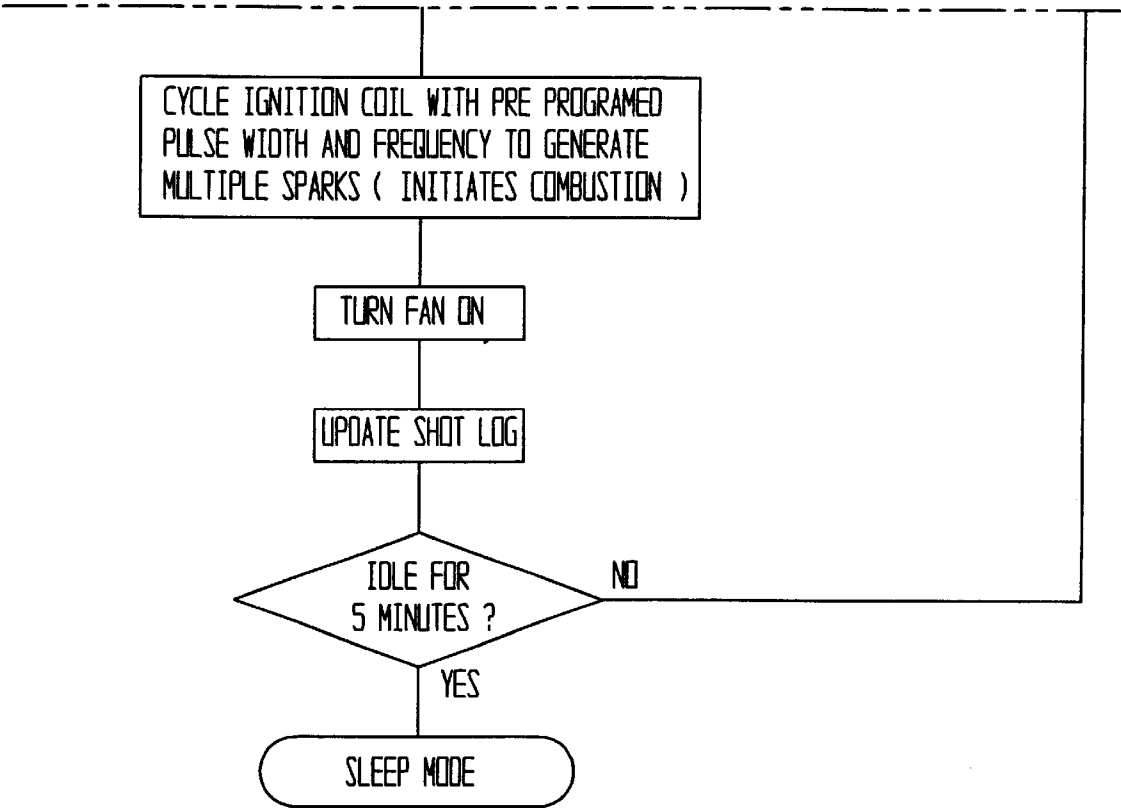 CYCLE IGNITION COIL WITH PRE PROGRAMED
PULSE WIDTH AND FREQUENCY TO GENERATE
MULTIPLE SPARKS ( INITIATES COMBUSTION )
TURN FAN ON
UPDATE SHOT LOG
IDLE FOR
5 MINUTES ?
NO
YES
SLEEP MODE